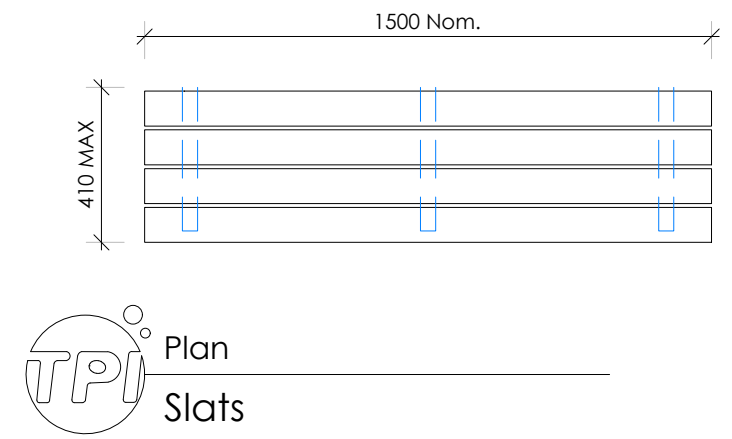 1500 Nom.
410 MAX
TPI
Plan
Slats